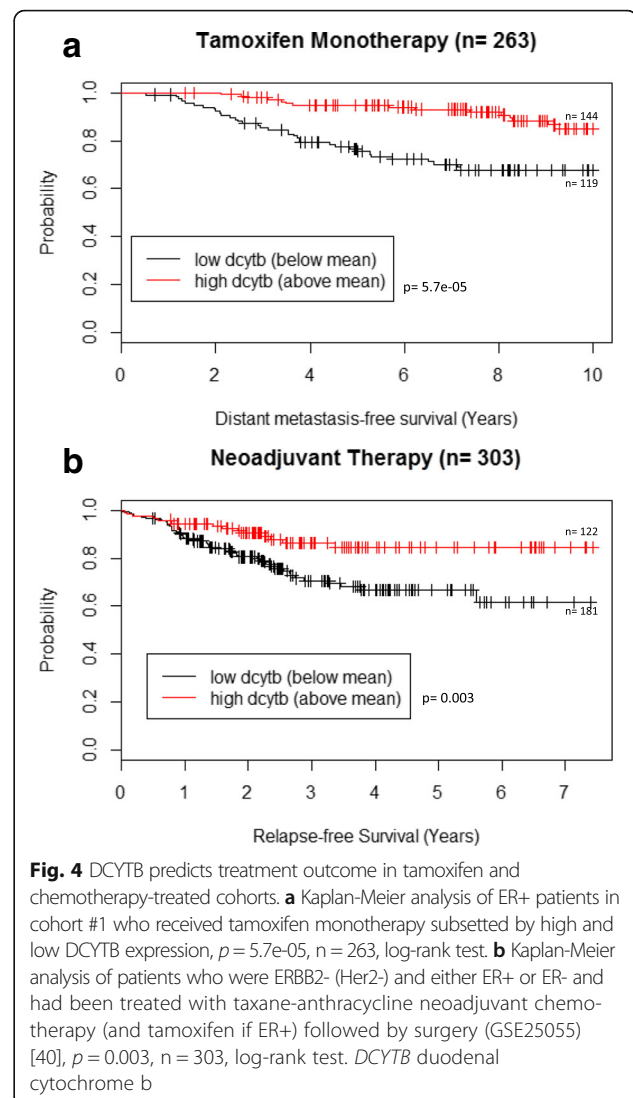 a
Tamoxifen Monotherapy (n= 263)
Probability
0.0 0.2 0.4 0.6 0.8 1.0
n= 144
n= 119
low dcytb (below mean)
high dcytb (above mean)
p= 5.7e-05
0 2 4 6 8 10
Distant metastasis-free survival (Years)
b
Neoadjuvant Therapy (n= 303)
Probability
0.0 0.2 0.4 0.6 0.8 1.0
n= 122
n= 181
low dcytb (below mean)
high dcytb (above mean)
p= 0.003
0 1 2 3 4 5 6 7
Relapse-free Survival (Years)
Fig. 4 DCYTB predicts treatment outcome in tamoxifen and
chemotherapy-treated cohorts. a Kaplan-Meier analysis of ER+ patients in
cohort #1 who received tamoxifen monotherapy subsetted by high and
low DCYTB expression, p = 5.7e-05, n = 263, log-rank test. b Kaplan-Meier
analysis of patients who were ERBB2- (Her2-) and either ER+ or ER- and
had been treated with taxane-anthracycline neoadjuvant chemo-
therapy (and tamoxifen if ER+) followed by surgery (GSE25055)
[40], p = 0.003, n = 303, log-rank test. DCYTB duodenal
cytochrome b